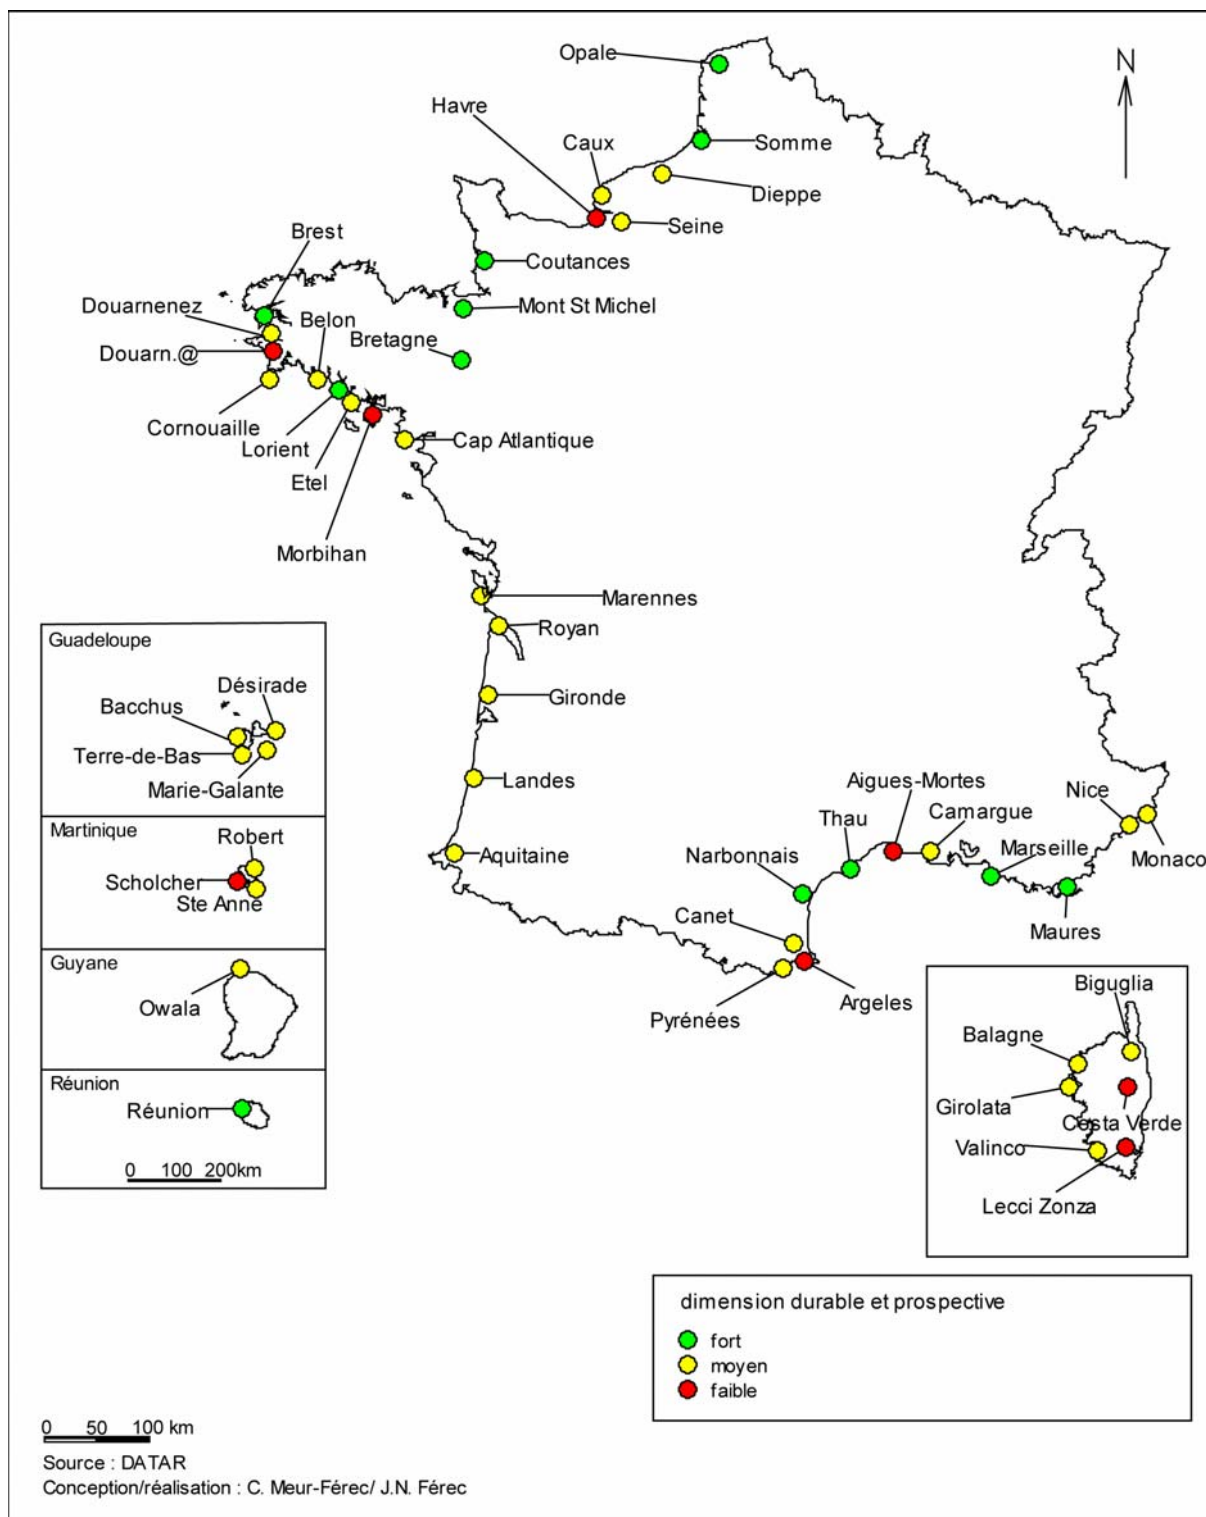 Opale
N
Havre
Caux
Somme
Dieppe
Seine
Brest
Coutances
Douarnenez
Belon
Mont St Michel
Bretagne
Douarn.@
Cornouaille
Lorient
Cap Atlantique
Etel
Morbihan
Marennes
Royan
Gironde
Landes
Aquitaine
Aigues-Mortes
Nice
Thau
Camargue
Narbonnais
Marseille
Monaco
Canet
Maures
Pyrénées
Argeles
Guadeloupe
Désirade
Bacchus
Terre-de-Bas
Marie-Galante
Martinique
Robert
Scholcher
Ste Anne
Guyane
Owala
Réunion
Réunion
0 100 200km
Biguglia
Balagne
Girolata
Costa Verde
Valinco
Lecci Zonza
dimension durable et prospective
fort
moyen
faible
0 50 100 km
Source : DATAR
Conception/réalisation : C. Meur-Férec/ J.N. Férec